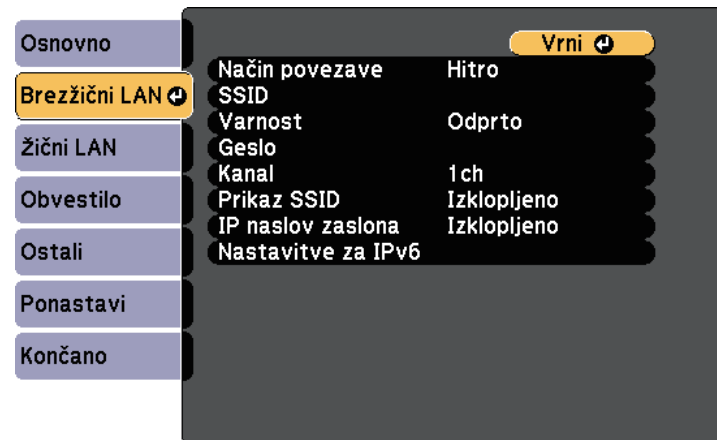 Osnovno
Brezžični LAN
Žični LAN
Obvestilo
Ostali
Ponastavi
Končano
Vrni
Način povezave Hitro
SSID
Varnost Odprto
Geslo
Kanal 1ch
Prikaz SSID Izklopljeno
IP naslov zaslona Izklopljeno
Nastavitve za IPv6